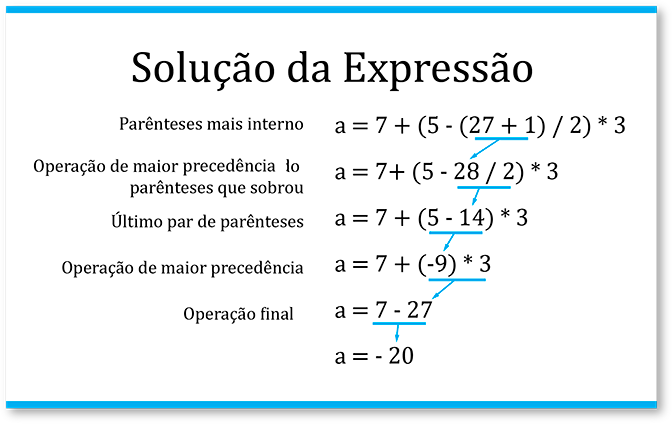 Solução da Expressão
Parênteses mais interno a = 7 + (5 - (27 + 1) / 2) * 3
Operação de maior precedência lo a = 7+ (5 - 28 / 2) * 3
parênteses que sobrou
Último par de parênteses a = 7 + (5 - 14) * 3
Operação de maior precedência a = 7 + (-9) * 3
Operação final a = 7 - 27
a = - 20